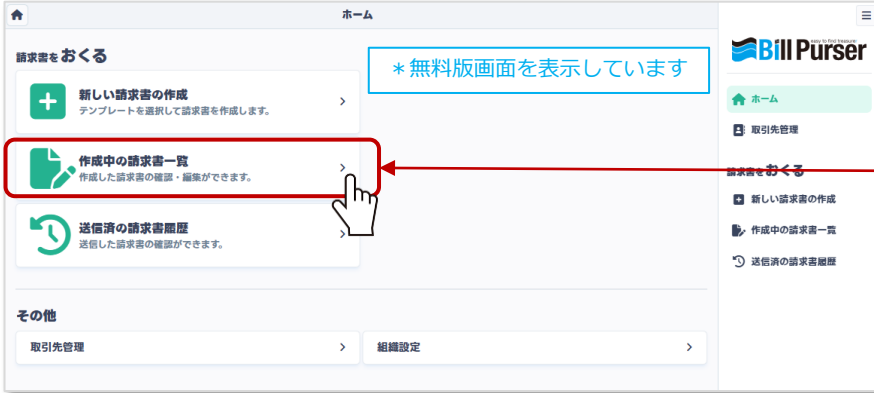 ホーム
請求書をおくる
＊無料版画面を表示しています
新しい請求書の作成
テンプレートを選択して請求書を作成します。
作成中の請求書一覧
作成した請求書の確認・編集ができます。
送信済の請求書履歴
送信した請求書の確認ができます。
その他
取引先管理
組織設定
easy to find treasure
Bill Purser
ホーム
取引先管理
請求書をおくる
新しい請求書の作成
作成中の請求書一覧
送信済の請求書履歴